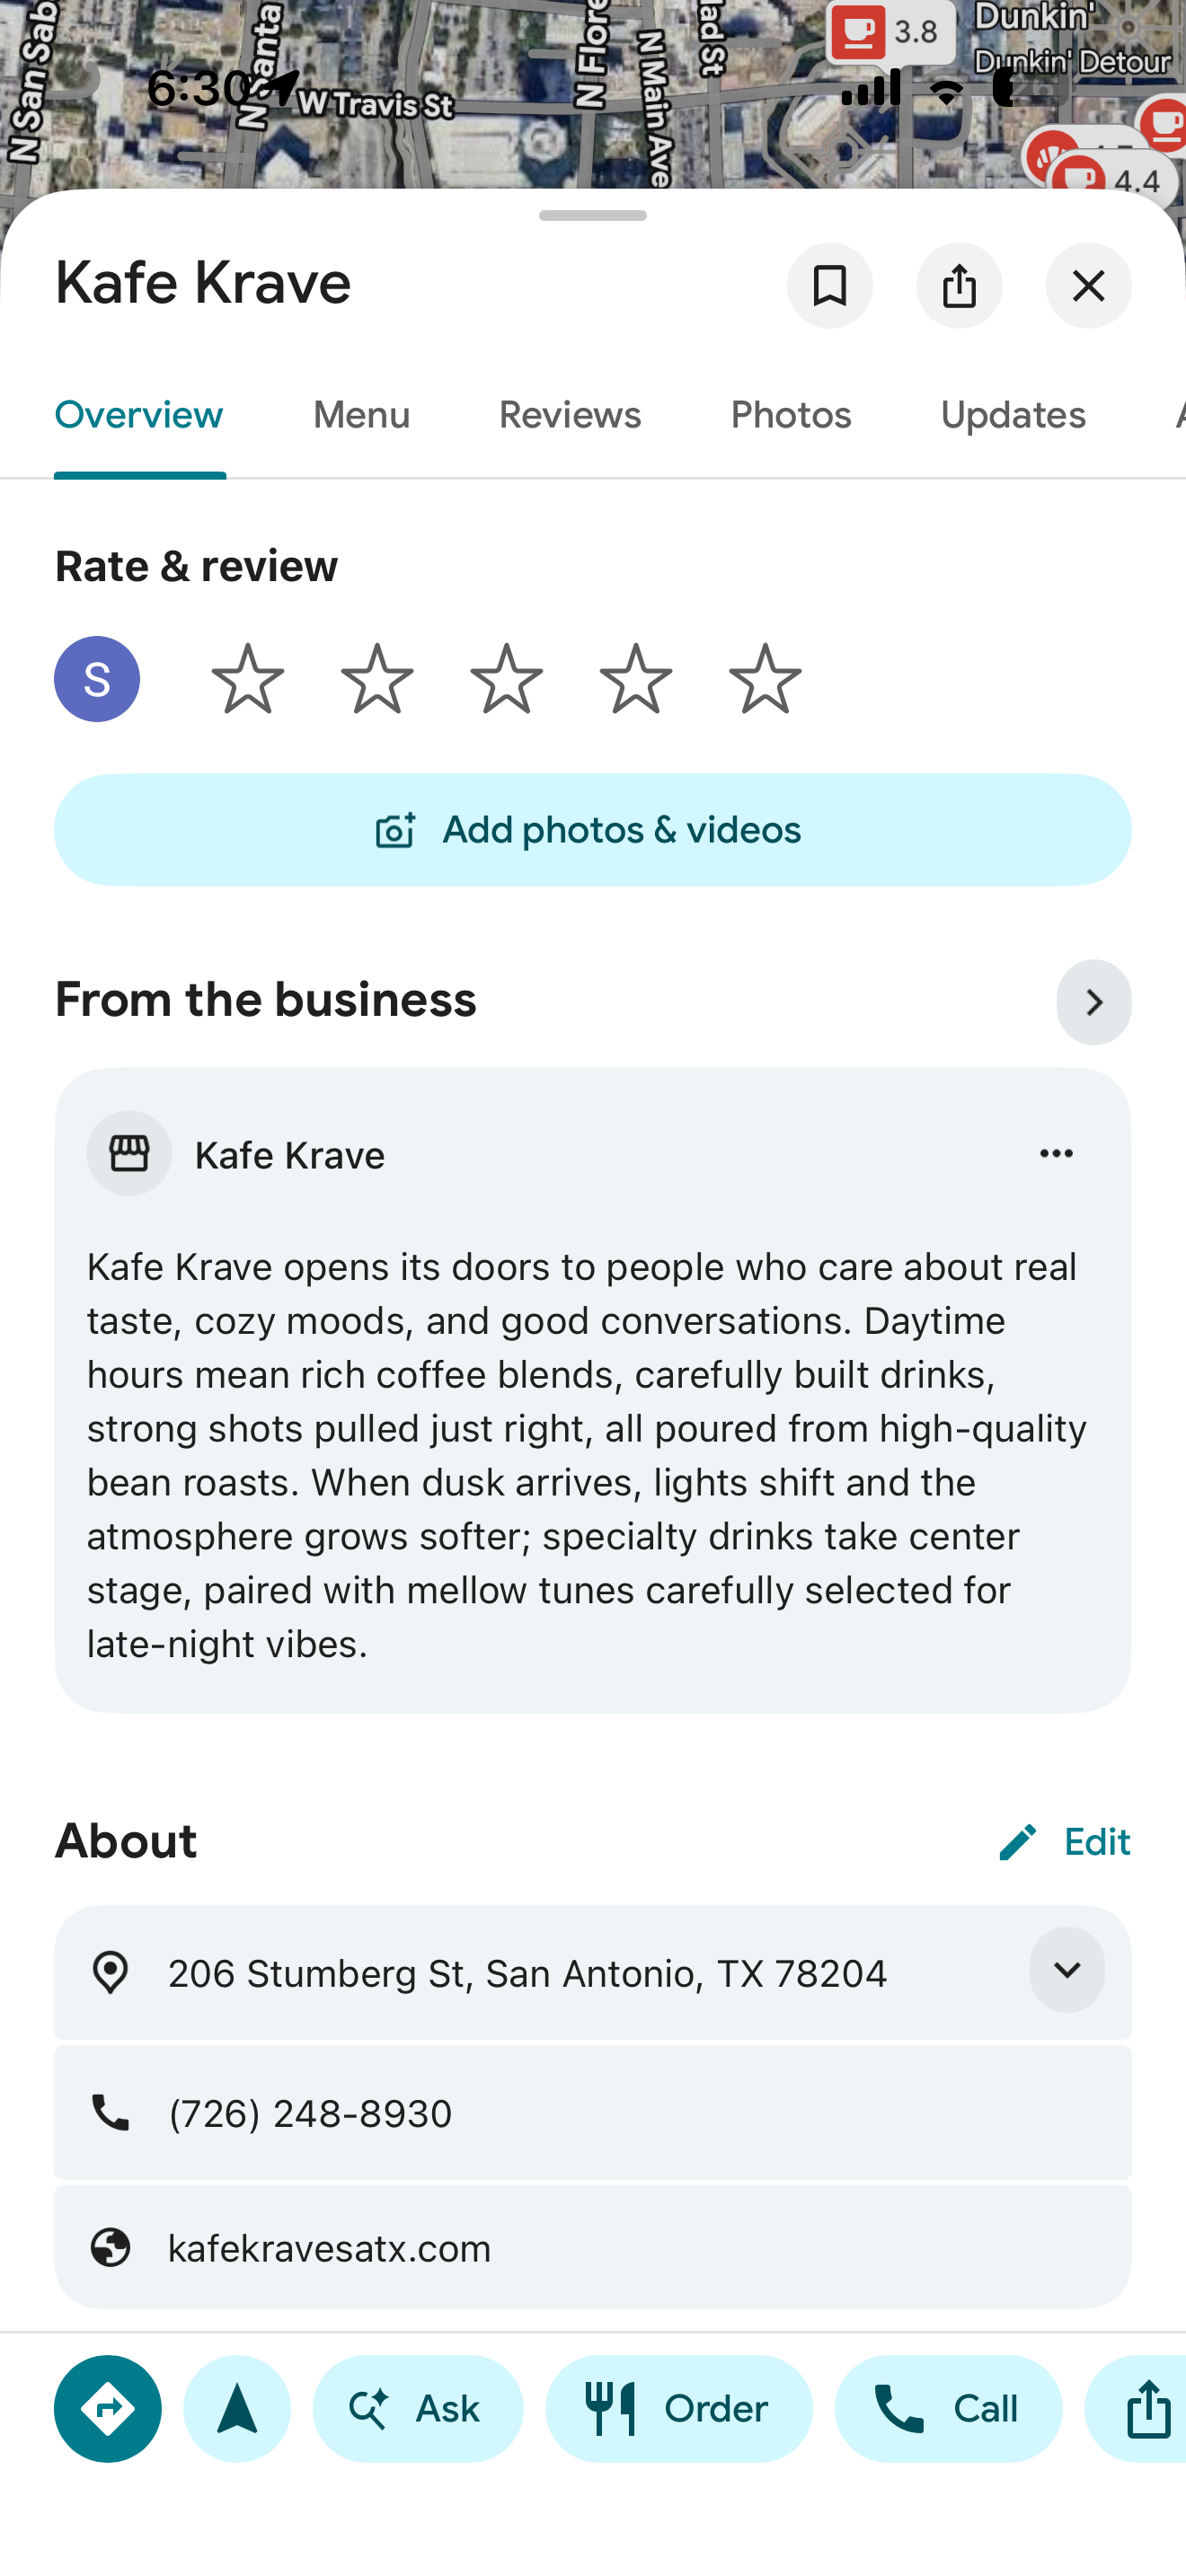 N San Sab
N Santa
W Travis St
N Flore
N Main Ave
3.8
Dunkin'
Dunkin' Detour
6:30
4.4
Kafe Krave
Overview
Menu
Reviews
Photos
Updates
Rate & review
S
Add photos & videos
From the business
Kafe Krave
Kafe Krave opens its doors to people who care about real
taste, cozy moods, and good conversations. Daytime
hours mean rich coffee blends, carefully built drinks,
strong shots pulled just right, all poured from high-quality
bean roasts. When dusk arrives, lights shift and the
atmosphere grows softer; specialty drinks take center
stage, paired with mellow tunes carefully selected for
late-night vibes.
About
Edit
206 Stumberg St, San Antonio, TX 78204
(726) 248-8930
kafekravesatx.com
Ask
Order
Call